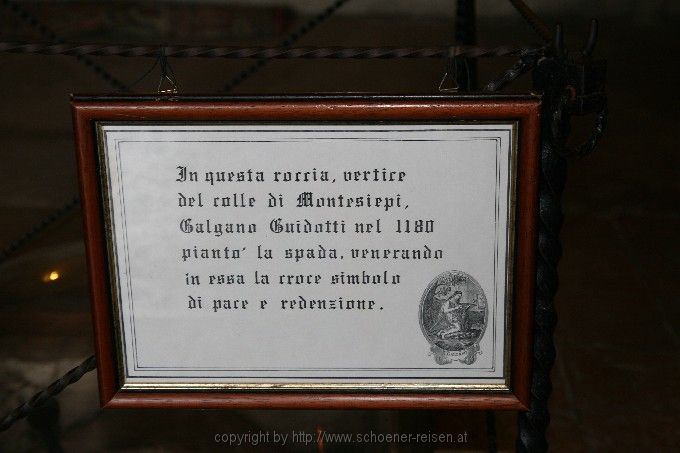 In questa roccia, vertice
del colle di Montesiepi,
Galgano Guidotti nel 1180
pianto' la spada, venerando
in essa la croce simbolo
di pace e redenzione.
copyright by http://www.schoener-reisen.at